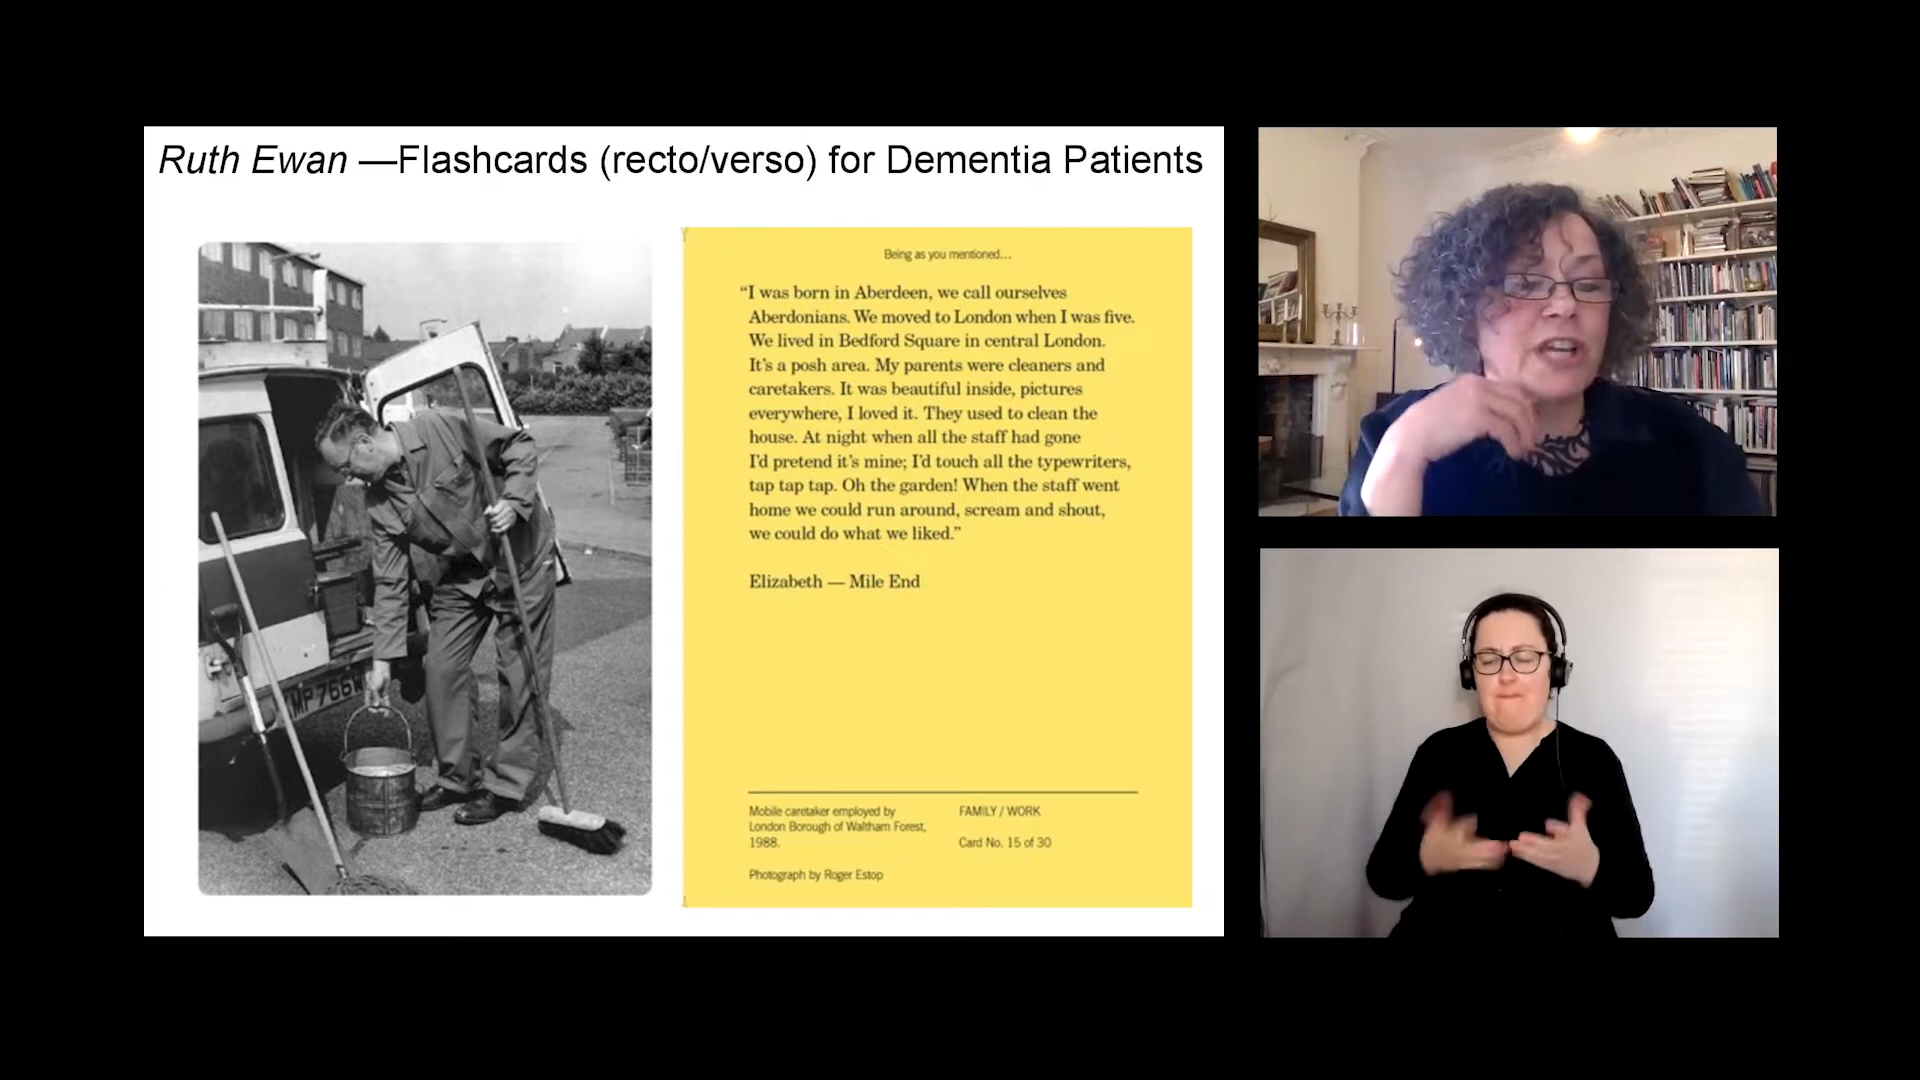 Ruth Ewan —Flashcards (recto/verso) for Dementia Patients
Being as you mentioned...
“I was born in Aberdeen, we call ourselves
Aberdonians. We moved to London when I was five.
We lived in Bedford Square in central London.
It’s a posh area. My parents were cleaners and
caretakers. It was beautiful inside, pictures
everywhere, I loved it. They used to clean the
house. At night when all the staff had gone
I’d pretend it’s mine; I’d touch all the typewriters,
tap tap tap. Oh the garden! When the staff went
home we could run around, scream and shout,
we could do what we liked.”
Elizabeth — Mile End
Mobile caretaker employed by
London Borough of Waltham Forest,
1988.
Photograph by Roger Estop
FAMILY / WORK
Card No. 15 of 30